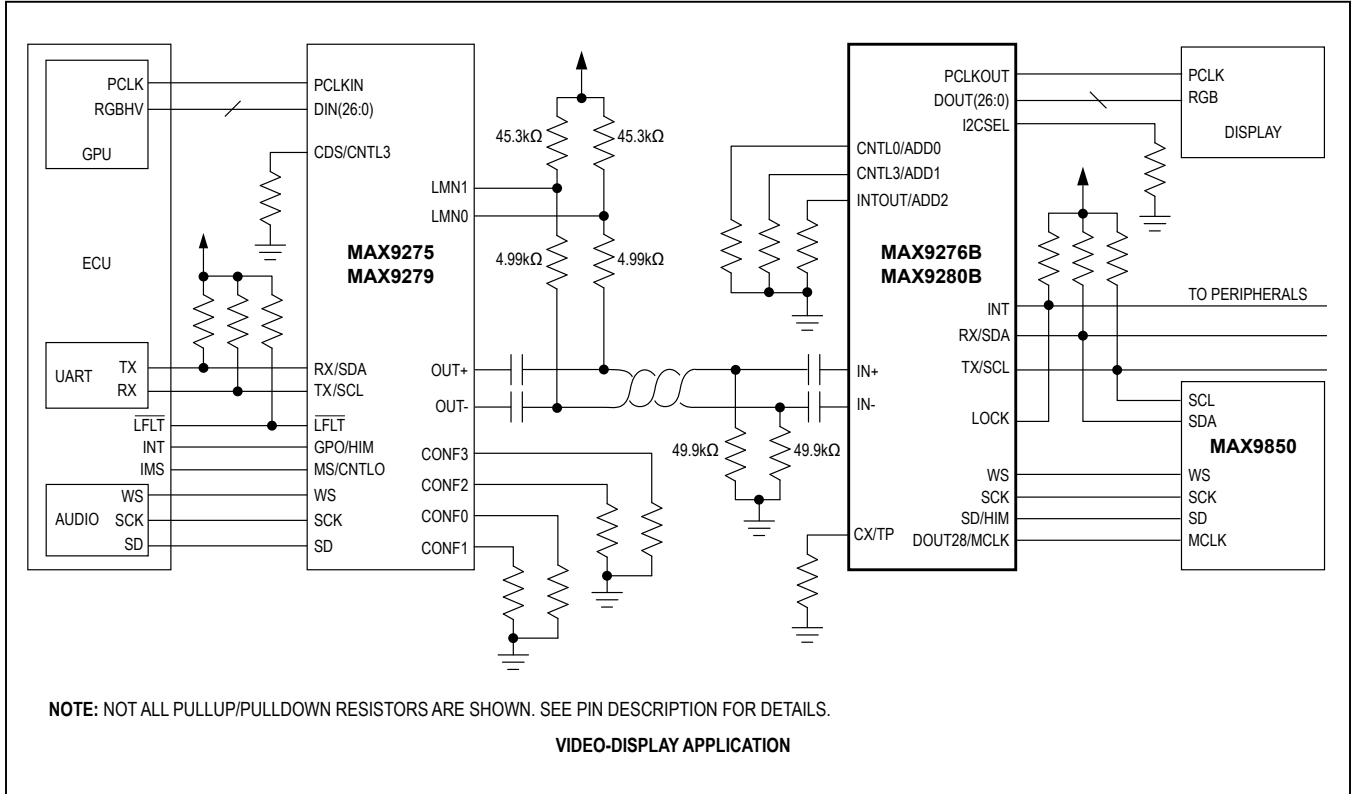 PCLK
RGBHV
GPU
ECU
UART
TX
RX
LFLT
INT
IMS
AUDIO
WS
SCK
SD
PCLKIN
DIN(26:0)
CDS/CNTL3
LMN1
LMN0
MAX9275
MAX9279
RX/SDA
TX/SCL
LFLT
GPO/HIM
MS/CNTLO
WS
SCK
SD
OUT+
OUT-
CONF3
CONF2
CONF0
CONF1
45.3kΩ
45.3kΩ
4.99kΩ
4.99kΩ
49.9kΩ
49.9kΩ
CNTL0/ADD0
CNTL3/ADD1
INTOUT/ADD2
IN+
IN-
CX/TP
MAX9276B
MAX9280B
PCLKOUT
DOUT(26:0)
I2CSEL
INT
RX/SDA
TX/SCL
LOCK
WS
SCK
SD/HIM
DOUT28/MCLK
PCLK
RGB
DISPLAY
TO PERIPHERALS
SCL
SDA
MAX9850
WS
SCK
SD
MCLK
NOTE: NOT ALL PULLUP/PULLDOWN RESISTORS ARE SHOWN. SEE PIN DESCRIPTION FOR DETAILS.
VIDEO-DISPLAY APPLICATION